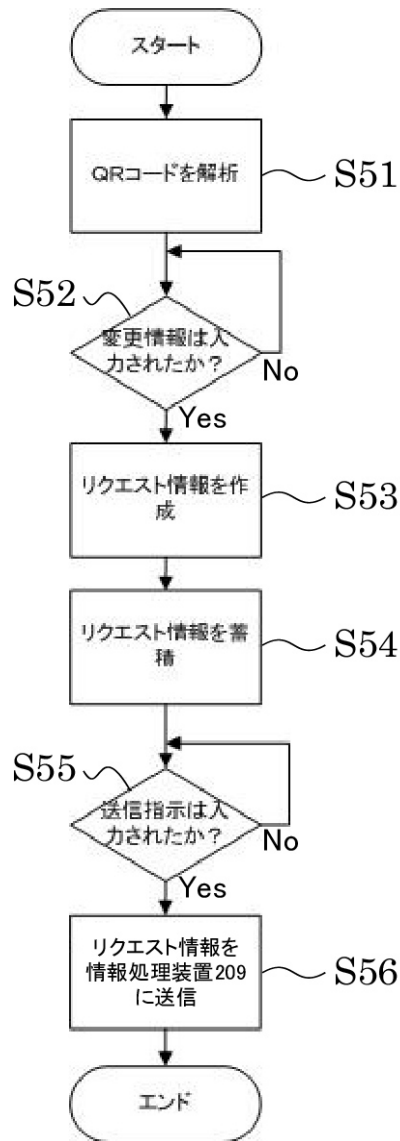 スタート
QRコードを解析
S51
S52
変更情報は入
力されたか？
No
Yes
リクエスト情報を作
成
S53
リクエスト情報を蓄
積
S54
S55
送信指示は入
力されたか？
No
Yes
リクエスト情報を
情報処理装置209
に送信
S56
エンド